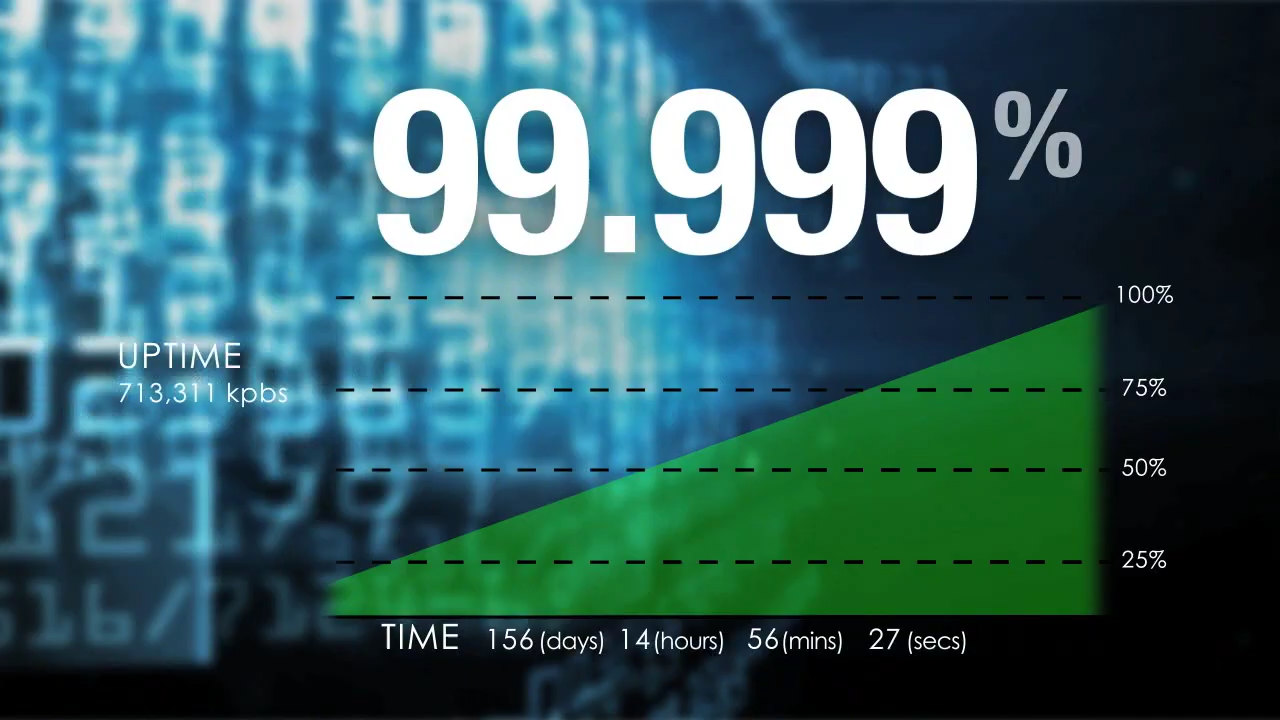 99.999%
100%
UPTIME
713,311 kpbs
75%
50%
25%
TIME 156 (days) 14 (hours) 56 (mins) 27 (secs)